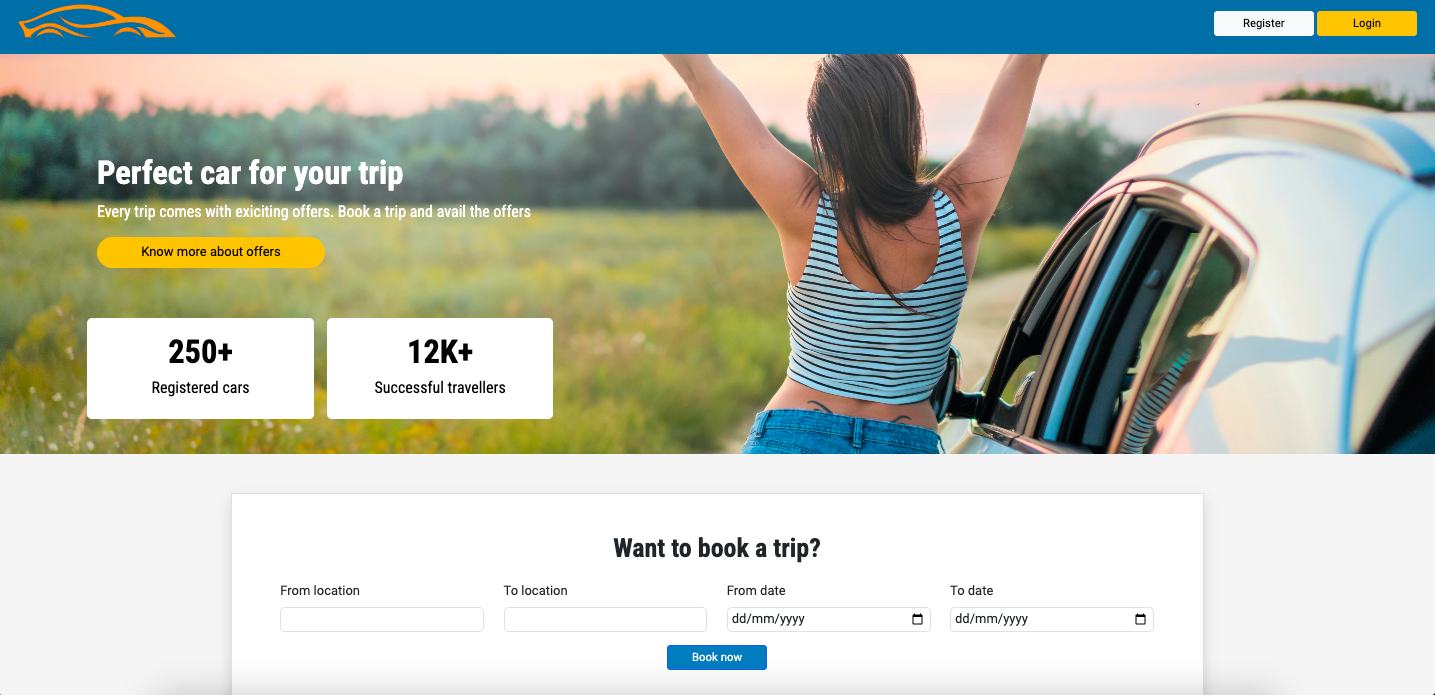 Register
Login
Perfect car for your trip
Every trip comes with exiciting offers. Book a trip and avail the offers
Know more about offers
250+
Registered cars
12K+
Successful travellers
Want to book a trip?
From location
To location
From date
To date
dd/mm/yyyy
dd/mm/yyyy
Book now